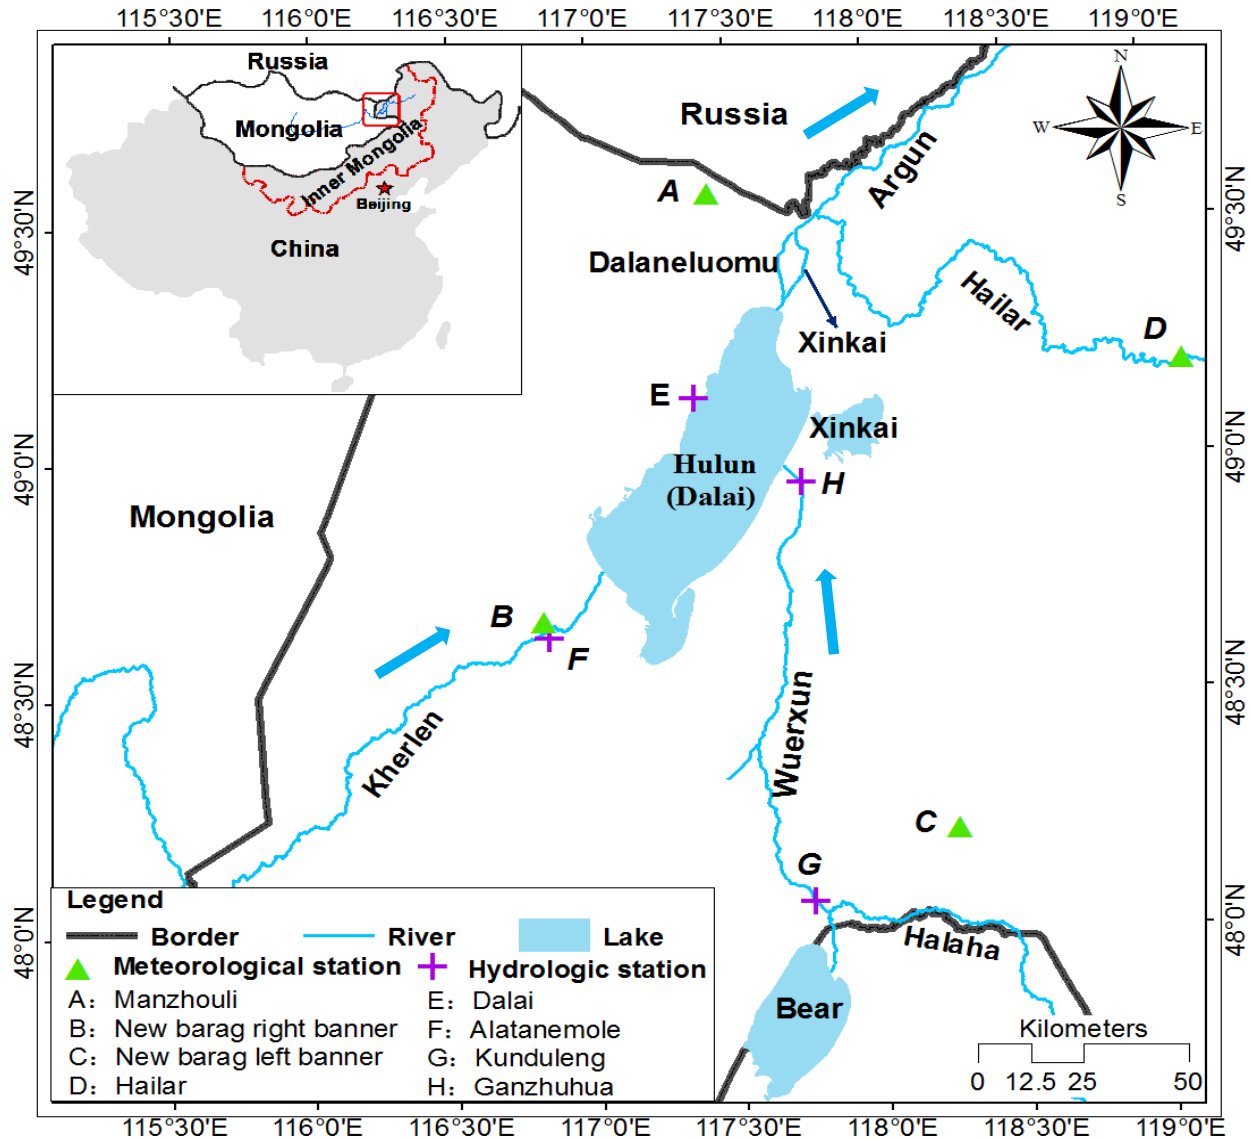 115°30'E 116°0'E 116°30'E 117°0'E 117°30'E 118°0'E 118°30'E 119°0'E
Russia
Mongolia
Inner Mongolia
Beijing
China
Russia
N
W E
S
Argun
A
49°30'N
49°30'N
Dalaneluomu
Hailar
D
Xinkai
E
Xinkai
Hulun
(Dalai)
H
49°0'N
49°0'N
Mongolia
B
F
48°30'N
48°30'N
Kherlen
Wuerxun
C
G
48°0'N
48°0'N
Halaha
Bear
Legend
Border River Lake
Meteorological station Hydrologic station
A: Manzhouli E: Dalai
B: New barag right banner F: Alatanemole
C: New barag left banner G: Kunduleng
D: Hailar H: Ganzhuhua
Kilometers
0 12.5 25 50
115°30'E 116°0'E 116°30'E 117°0'E 117°30'E 118°0'E 118°30'E 119°0'E